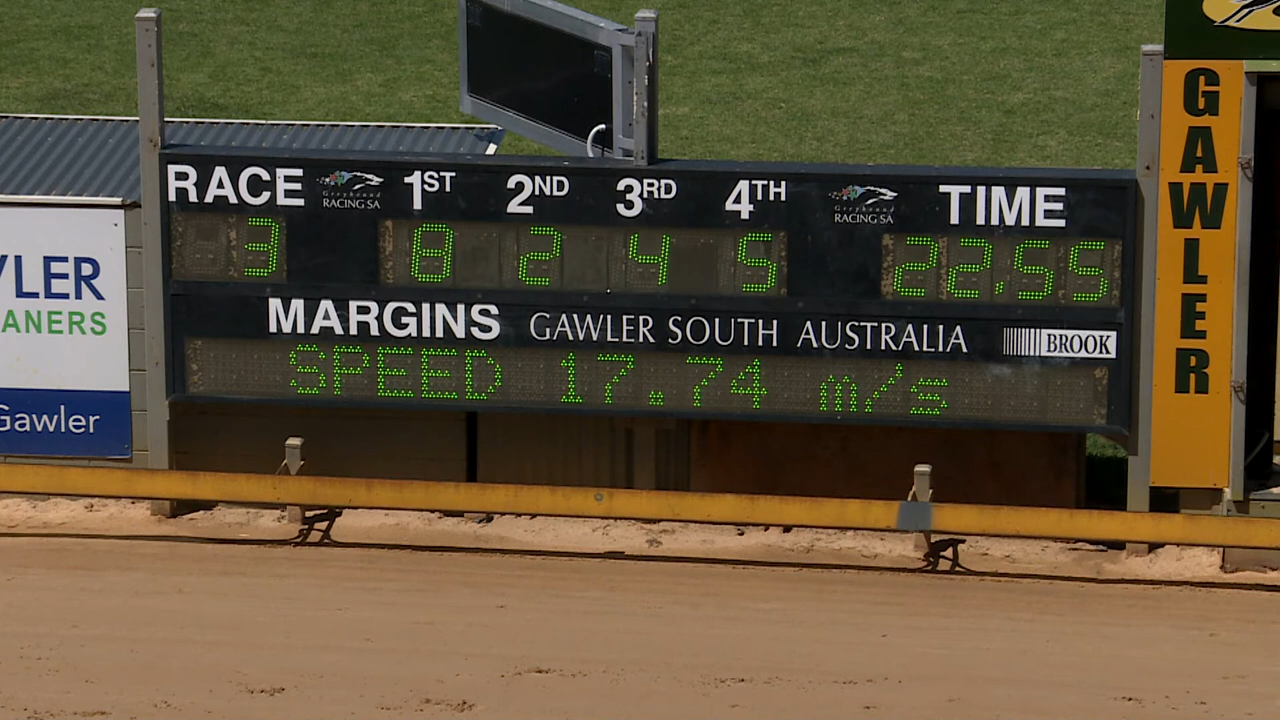 RACE 1ST 2ND 3RD 4TH TIME
Greyhound RACING SA
Greyhound RACING SA
3 8 2 4 5 22.55
MARGINS GAWLER SOUTH AUSTRALIA BROOK
SPEED 17.74 m/s
GAWLER
VLER
ANERS
Gawler